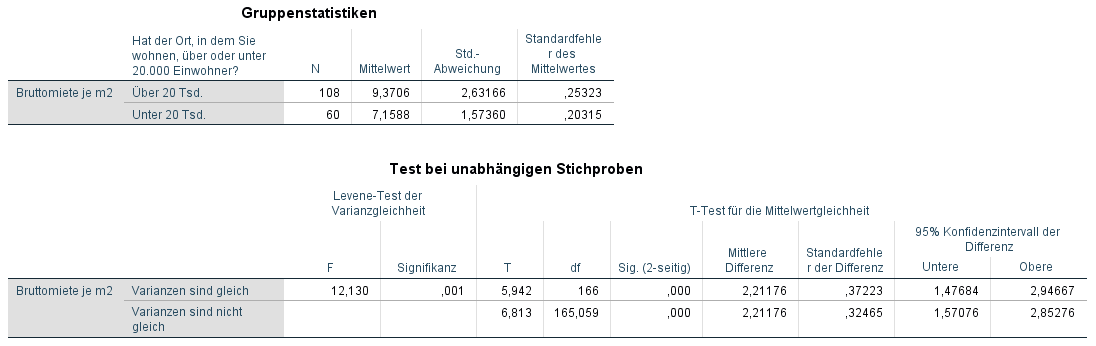 Gruppenstatistiken
Hat der Ort, in dem Sie
wohnen, über oder unter
20.000 Einwohner?
N
Mittelwert
Std.-
Abweichung
Standardfehle
r des
Mittelwertes
Bruttomiete je m2 Über 20 Tsd. 108 9,3706 2,63166 ,25323
Unter 20 Tsd. 60 7,1588 1,57360 ,20315
Test bei unabhängigen Stichproben
Levene-Test der
Varianzgleichheit
T-Test für die Mittelwertgleichheit
F
Signifikanz
T
df
Sig. (2-seitig)
Mittlere
Differenz
Standardfehle
r der Differenz
95% Konfidenzintervall der
Differenz
Untere Obere
Bruttomiete je m2 Varianzen sind gleich 12,130 ,001 5,942 166 ,000 2,21176 ,37223 1,47684 2,94667
Varianzen sind nicht
gleich
6,813 165,059 ,000 2,21176 ,32465 1,57076 2,85276